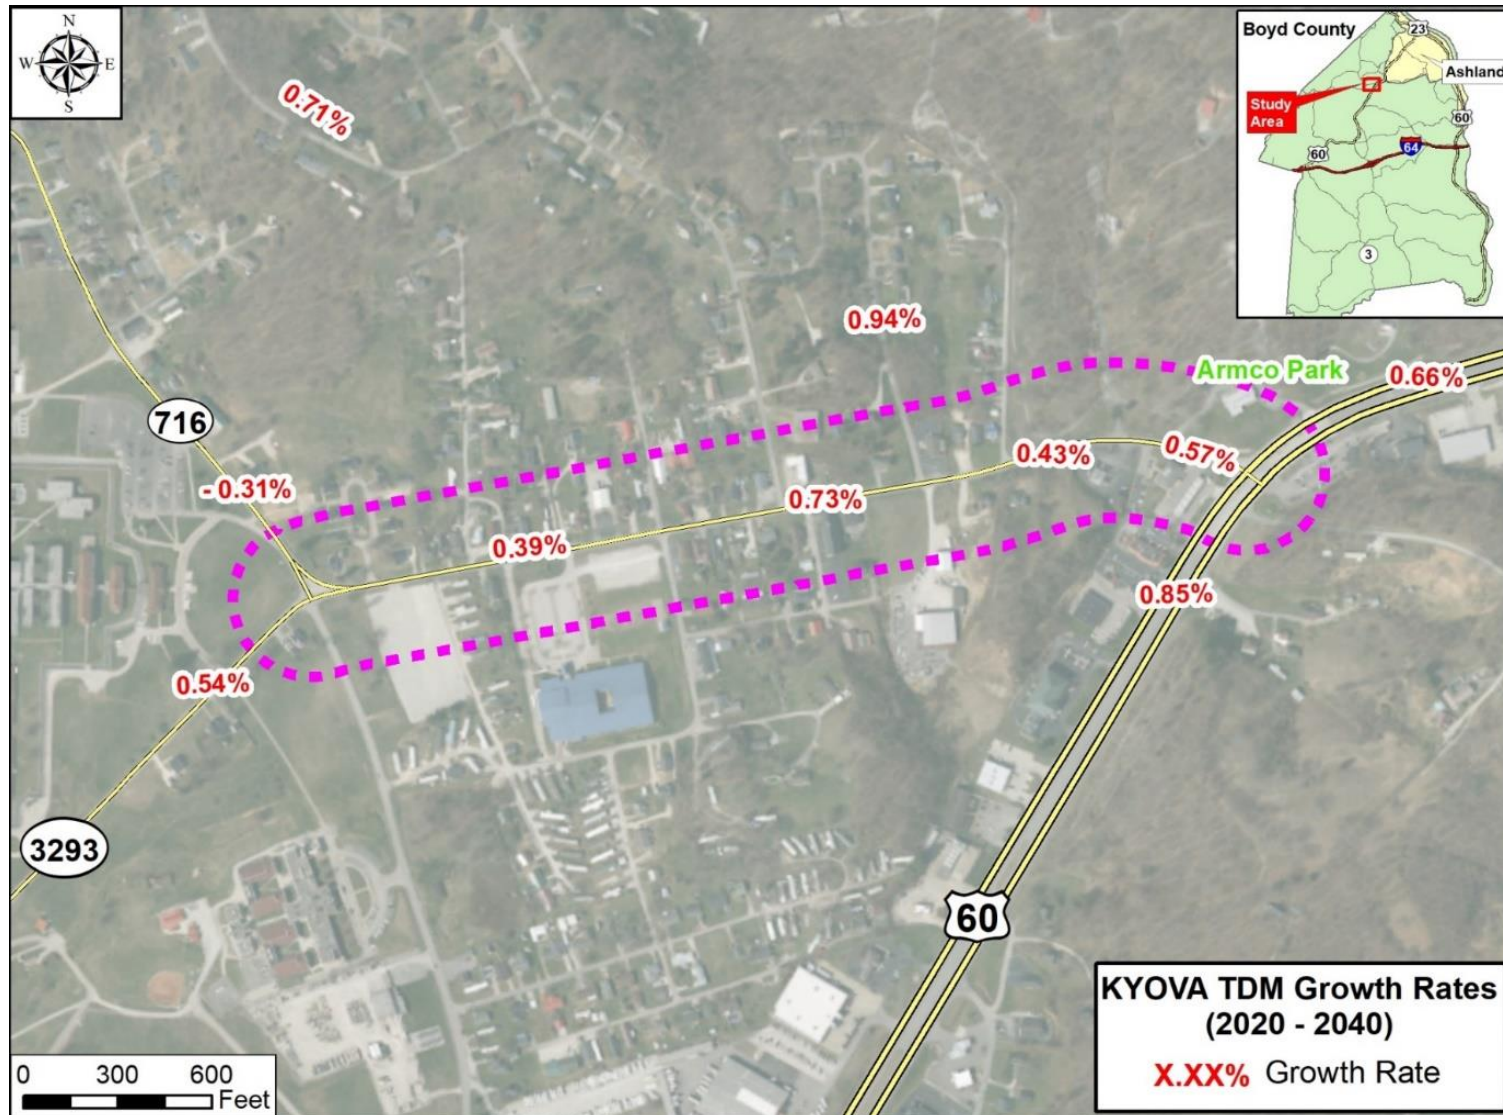 N
W E
S
Boyd County
23
Ashland
Study
Area
60
60
64
3
0.71%
0.94%
Armco Park
0.66%
716
- 0.31%
0.43%
0.57%
0.73%
0.39%
0.85%
0.54%
3293
60
KYOVA TDM Growth Rates
(2020 - 2040)
X.XX% Growth Rate
0 300 600
Feet